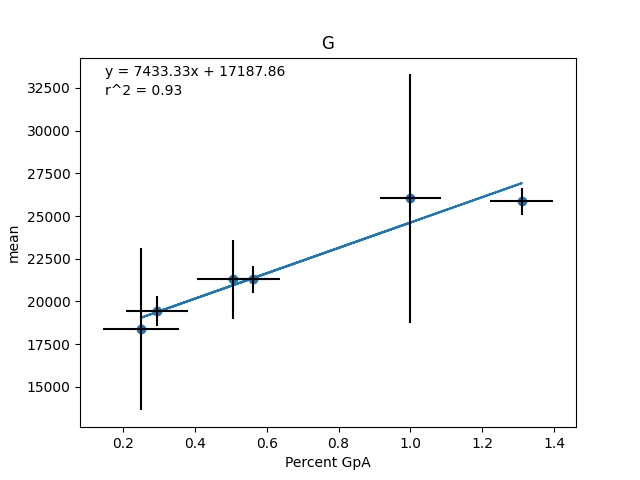 G
y = 7433.33x + 17187.86
r^2 = 0.93
32500
30000
27500
25000
22500
20000
17500
15000
mean
0.2 0.4 0.6 0.8 1.0 1.2 1.4
Percent GpA